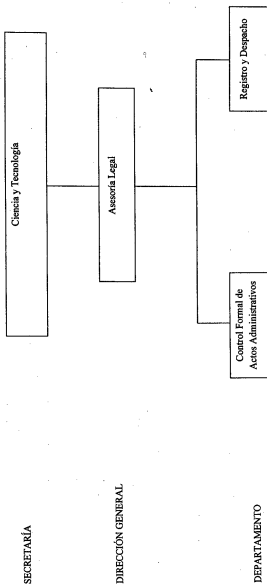 SECRETARÍA
Ciencia y Tecnología
DIRECCIÓN GENERAL
Asesoría Legal
DEPARTAMENTO
Control Formal de
Actos Administrativos
Registro y Despacho